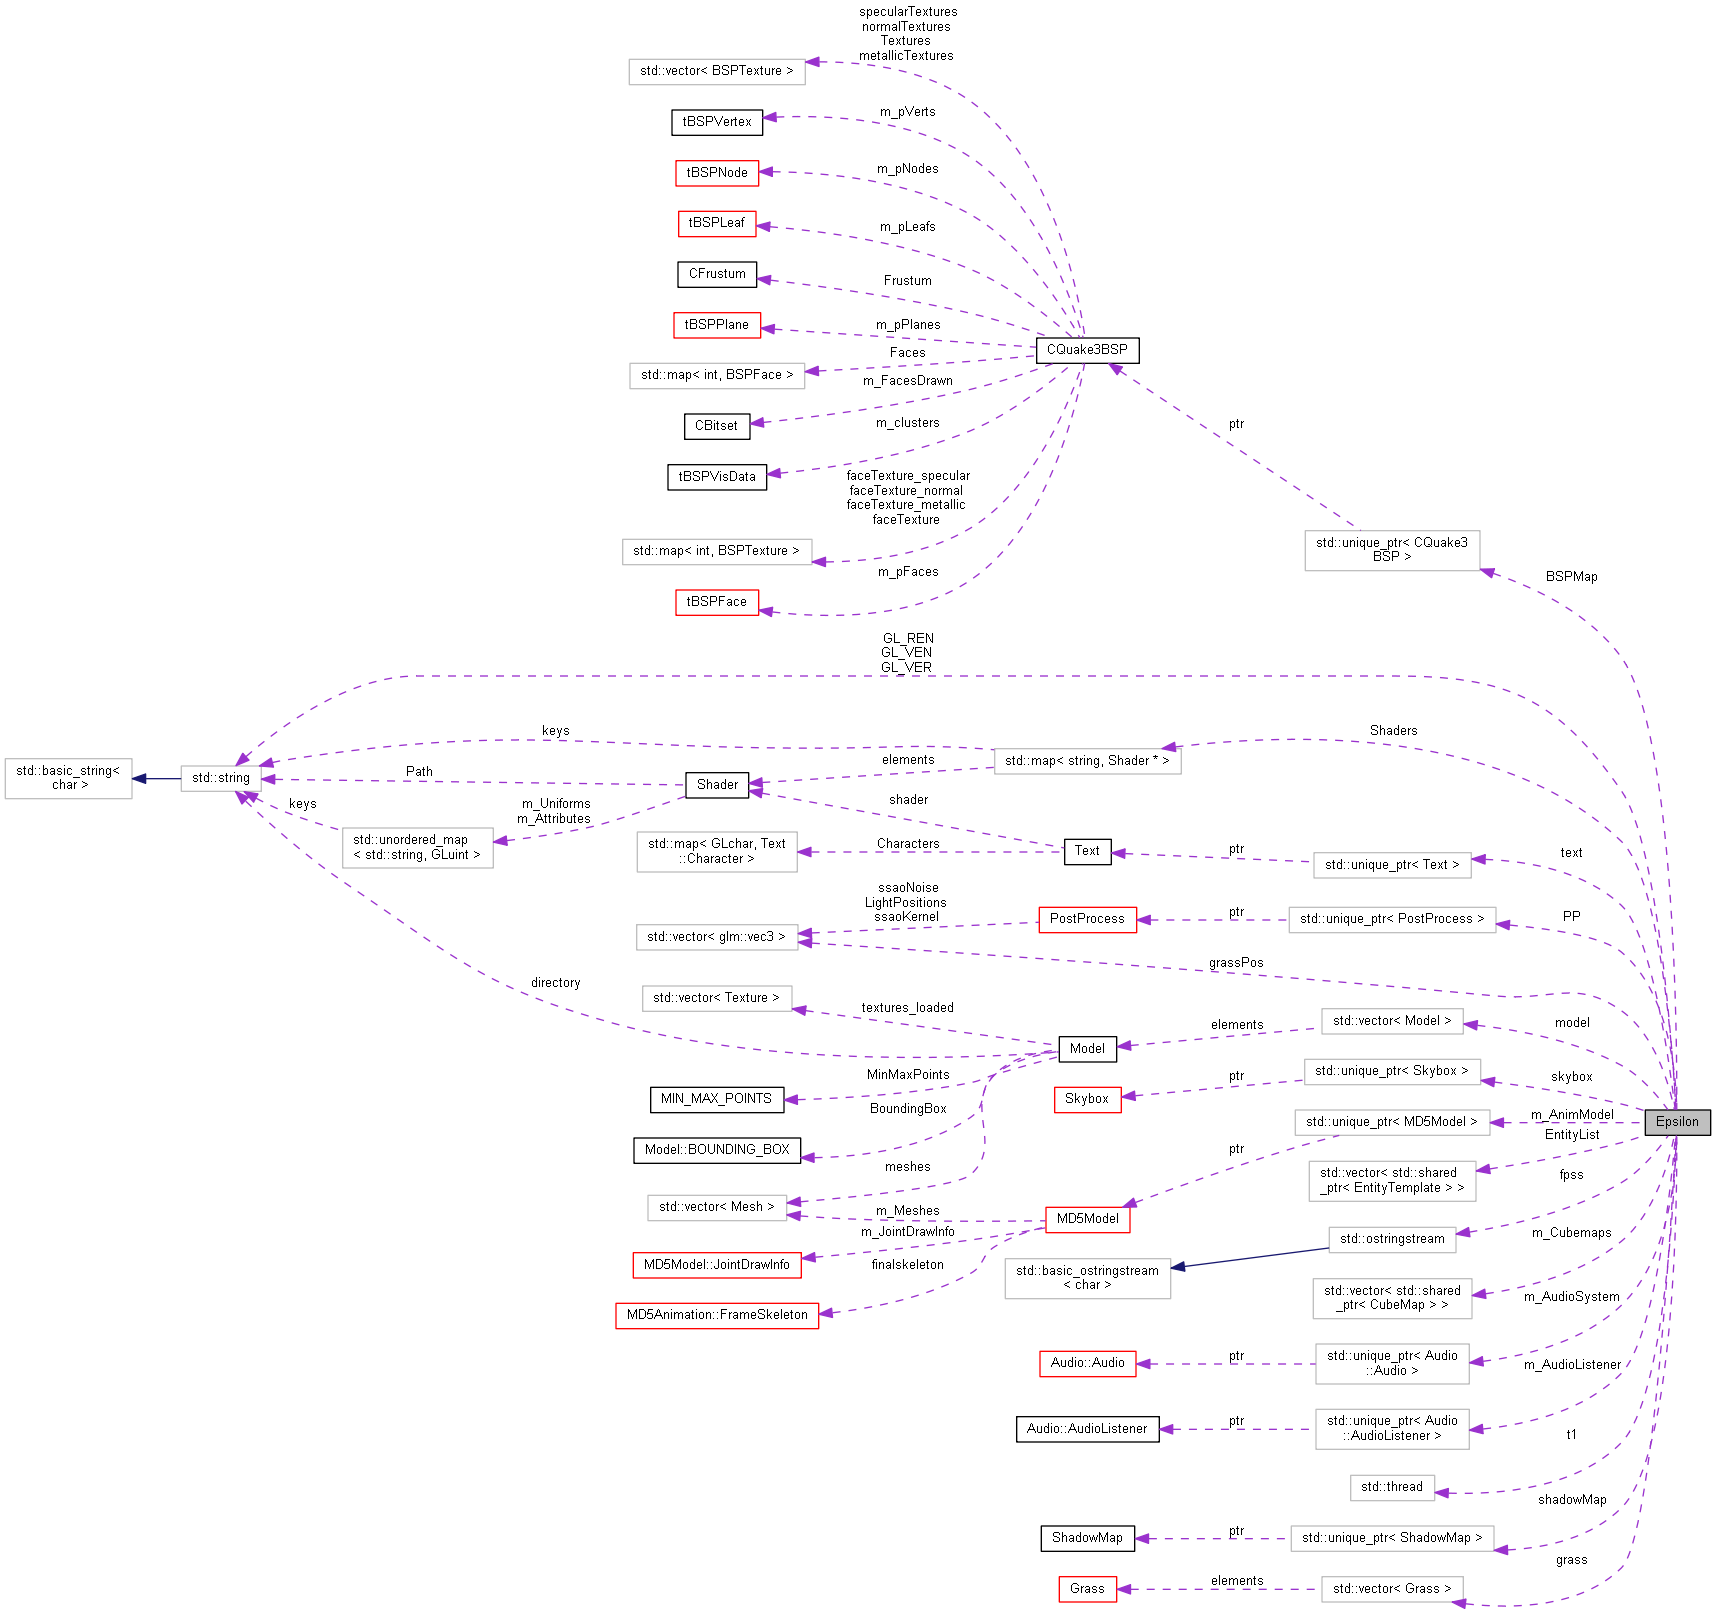 specularTextures
normalTextures
Textures
metallicTextures
std::vector< BSPTexture >
m_pVerts
tBSPVertex
m_pNodes
tBSPNode
m_pLeafs
tBSPLeaf
Frustum
CFrustum
m_pPlanes
tBSPPlane
CQuake3BSP
Faces
std::map< int, BSPFace >
m_FacesDrawn
CBitset
m_clusters
ptr
tBSPVisData
faceTexture_specular
faceTexture_normal
faceTexture_metallic
faceTexture
std::map< int, BSPTexture >
std::unique_ptr< CQuake3
BSP >
m_pFaces
BSPMap
tBSPFace
GL_REN
GL_VEN
GL_VER
keys
Shaders
std::map< string, Shader * >
elements
std::basic_string<
char >
std::string
Path
Shader
keys
m_Uniforms
m_Attributes
shader
std::unordered_map
< std::string, GLuint >
std::map< GLchar, Text
::Character >
Characters
Text
ptr
std::unique_ptr< Text >
text
ssaoNoise
LightPositions
ssaoKernel
PostProcess
ptr
std::unique_ptr< PostProcess >
PP
std::vector< glm::vec3 >
grassPos
directory
std::vector< Texture >
textures_loaded
elements
std::vector< Model >
model
Model
MinMaxPoints
MIN_MAX_POINTS
Skybox
ptr
std::unique_ptr< Skybox >
skybox
BoundingBox
Model::BOUNDING_BOX
std::unique_ptr< MD5Model >
m_AnimModel
Epsilon
EntityList
ptr
meshes
std::vector< std::shared
_ptr< EntityTemplate > >
fpss
std::vector< Mesh >
m_Meshes
MD5Model
m_JointDrawInfo
std::ostringstream
m_Cubemaps
MD5Model::JointDrawInfo
finalskeleton
std::basic_ostringstream
< char >
std::vector< std::shared
_ptr< CubeMap > >
m_AudioSystem
MD5Animation::FrameSkeleton
Audio::Audio
ptr
std::unique_ptr< Audio
::Audio >
m_AudioListener
Audio::AudioListener
ptr
std::unique_ptr< Audio
::AudioListener >
t1
std::thread
shadowMap
ShadowMap
ptr
std::unique_ptr< ShadowMap >
grass
Grass
elements
std::vector< Grass >